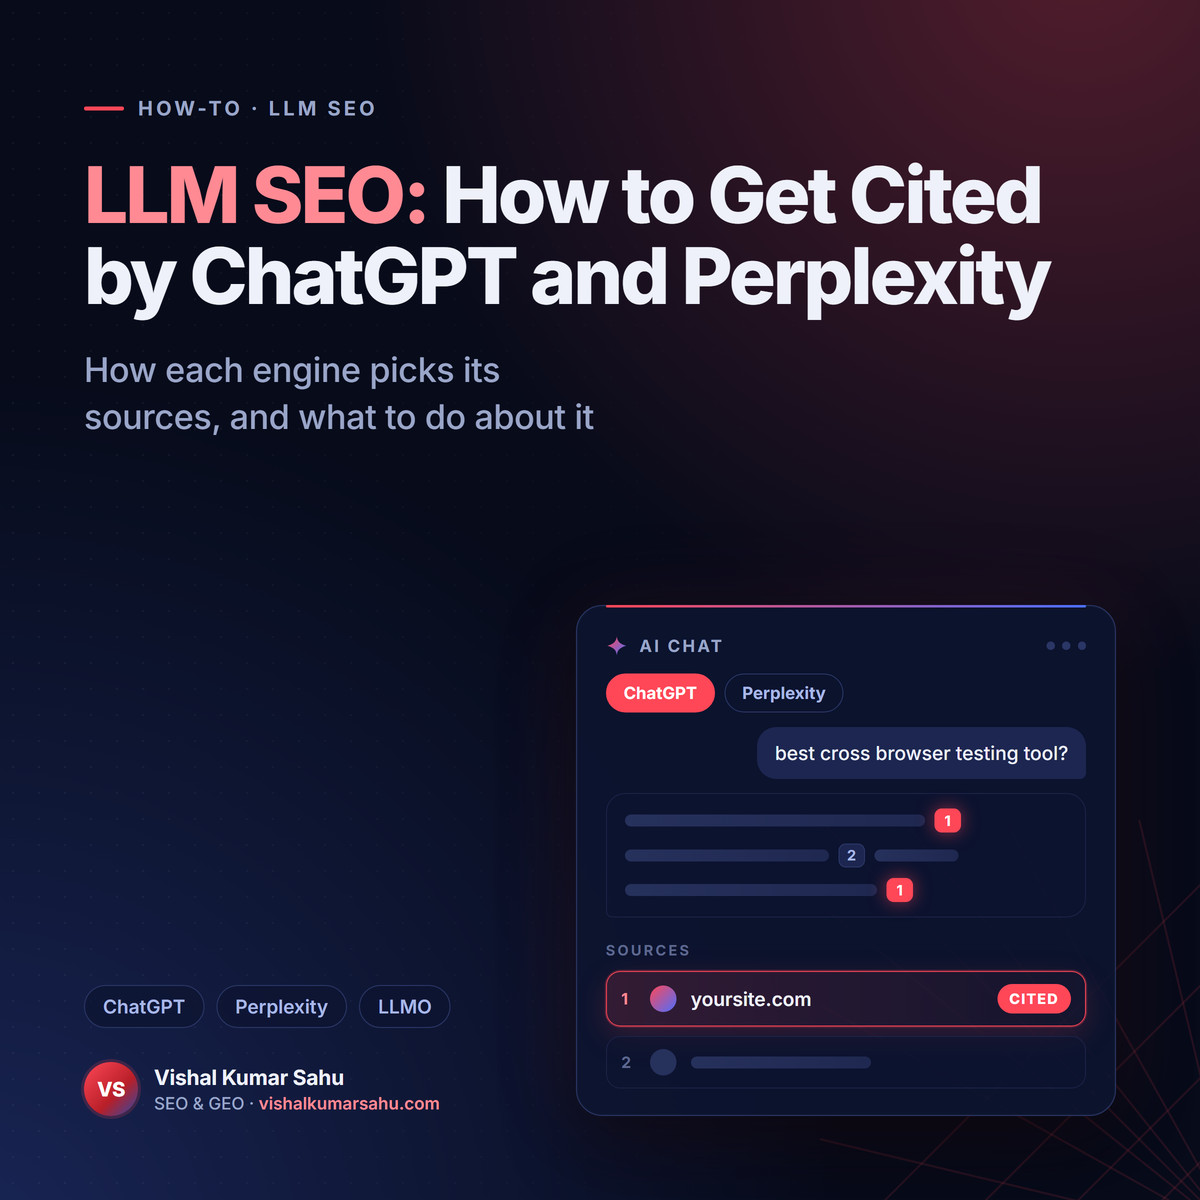 HOW-TO · LLM SEO
LLM SEO: How to Get Cited
by ChatGPT and Perplexity
How each engine picks its
sources, and what to do about it
AI CHAT
ChatGPT Perplexity
best cross browser testing tool?
1
2
1
SOURCES
1 yoursite.com CITED
2
ChatGPT Perplexity LLMO
VS
Vishal Kumar Sahu
SEO & GEO · vishalkumarsahu.com